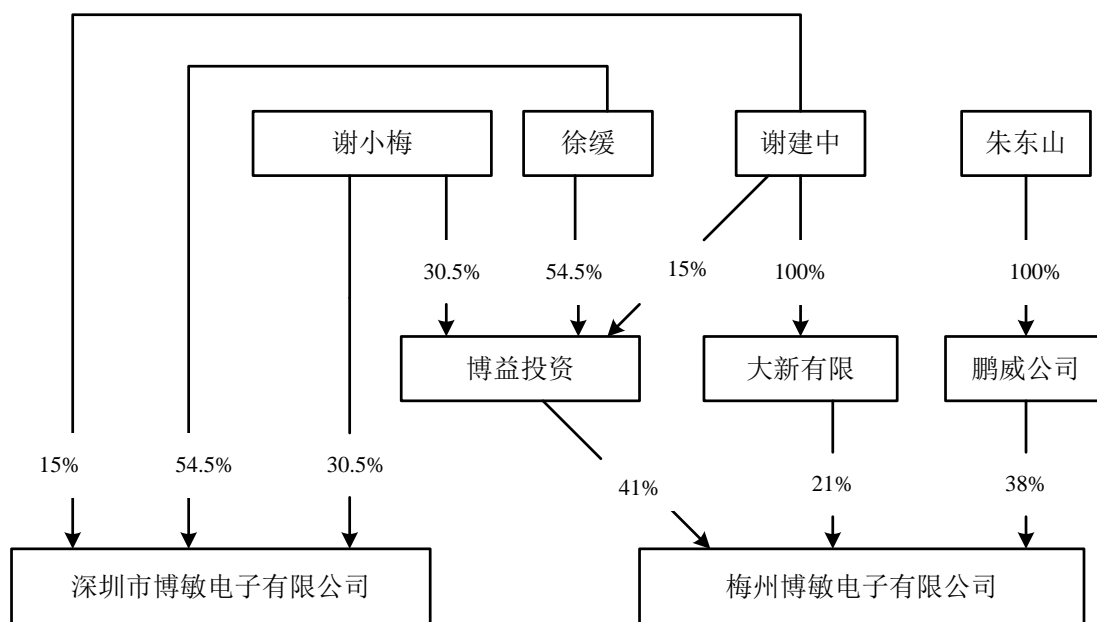 谢小梅
徐缓
谢建中
朱东山
30.5%
54.5%
15%
100%
100%
博益投资
大新有限
鹏威公司
15%
54.5%
30.5%
41%
21%
38%
深圳市博敏电子有限公司
梅州博敏电子有限公司